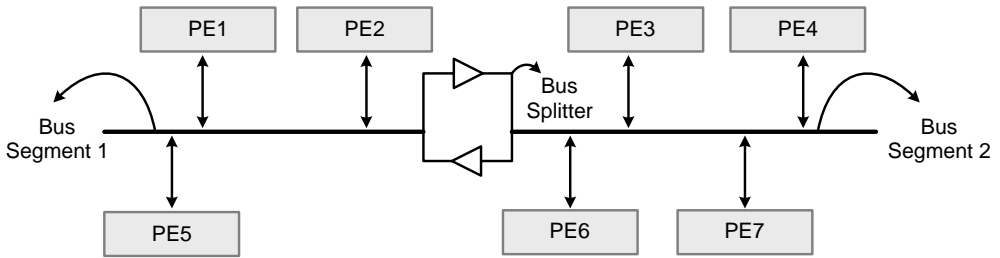 PE1
PE2
PE3
PE4
Bus
Splitter
Bus
Segment 1
Bus
Segment 2
PE5
PE6
PE7